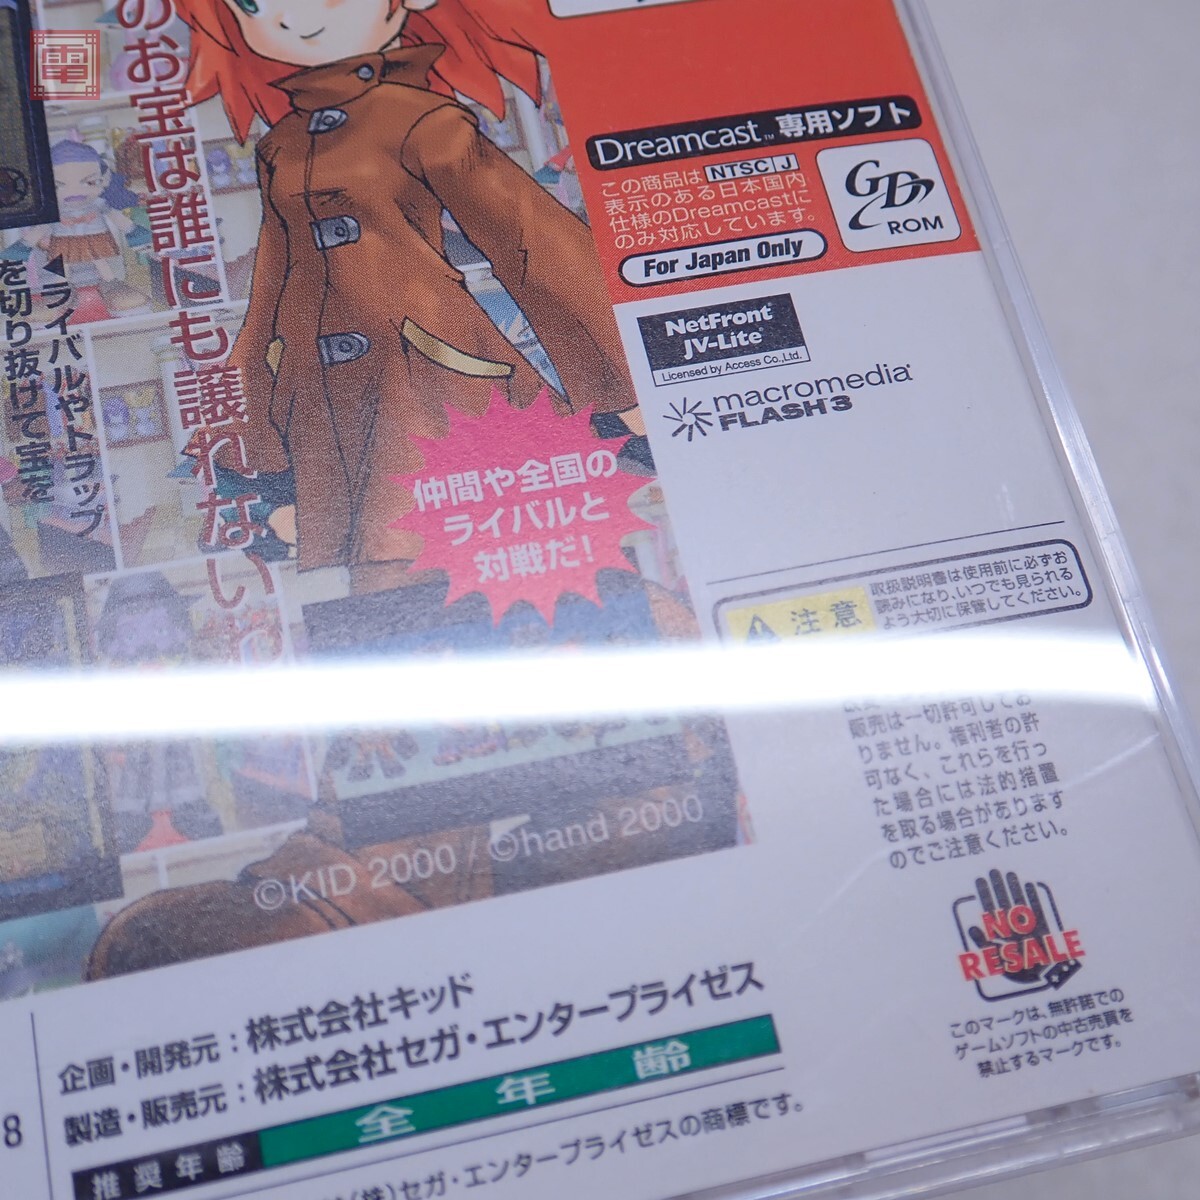 電
のお宝は誰にも譲れないわ
◀ライバルやトラップ
を切り抜けて宝を
仲間や全国の
ライバルと
対戦だ!
Dreamcast™専用ソフト
この商品は NTSC J
表示のある日本国内
仕様のDreamcastに
のみ対応しています。
For Japan Only
GD
ROM
NetFront
JV-Lite
Licensed by Access Co.,Ltd.
macromedia
FLASH 3
注意
取扱説明書は使用前に必ずお
読みになり、いつでも見られる
よう大切に保管してください。
販売は一切許可してお
りません。権利者の許
可なく、これらを行っ
た場合には法的措置
を取る場合があります
のでご注意ください。
NO
RESALE
このマークは、無許諾での
ゲームソフトの中古売買を
禁止するマークです。
©KID 2000 / ©hand 2000
企画・開発元:株式会社キッド
製造・販売元:株式会社セガ・エンタープライゼス
推奨年齢 全年齢
(株)セガ・エンタープライゼスの商標です。
8